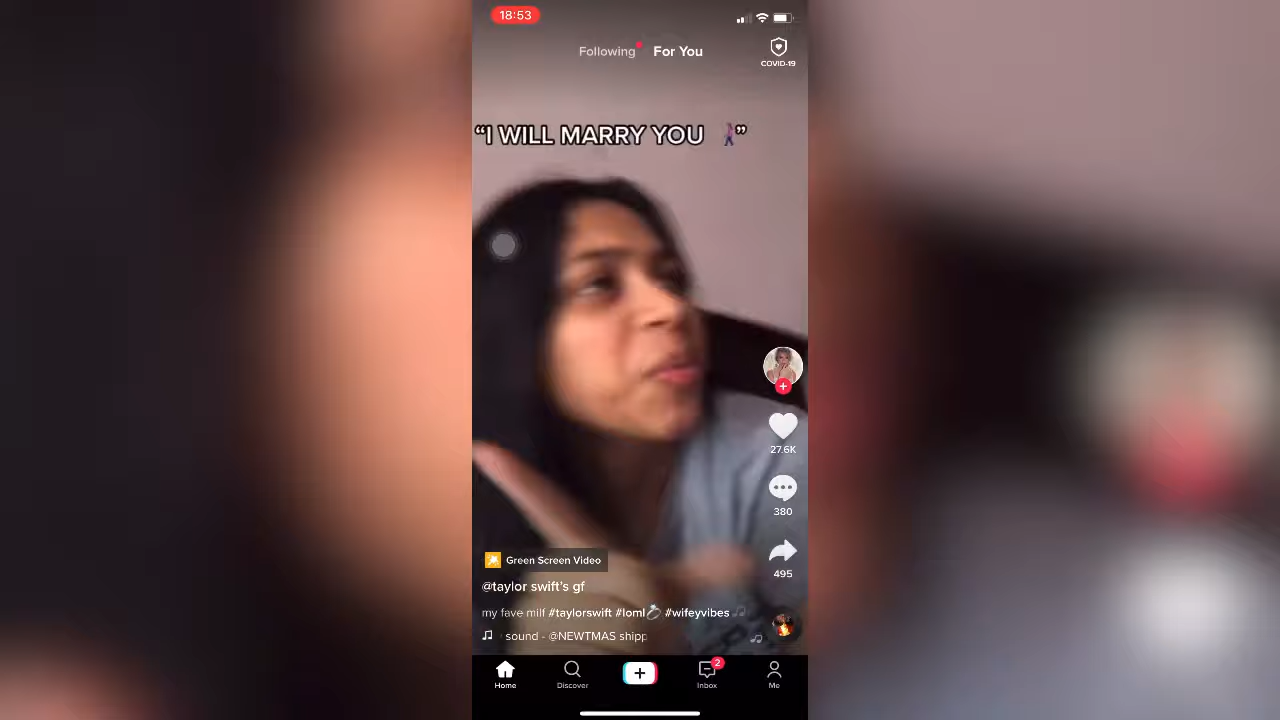 18:53
Following For You
COVID-19
“I WILL MARRY YOU 🚶🏽‍♀️”
27.6K
380
495
Green Screen Video
@taylor swift’s gf
my fave milf #taylorswift #loml💍 #wifeyvibes
sound - @NEWTMAS shipp
Home Discover Inbox Me
2